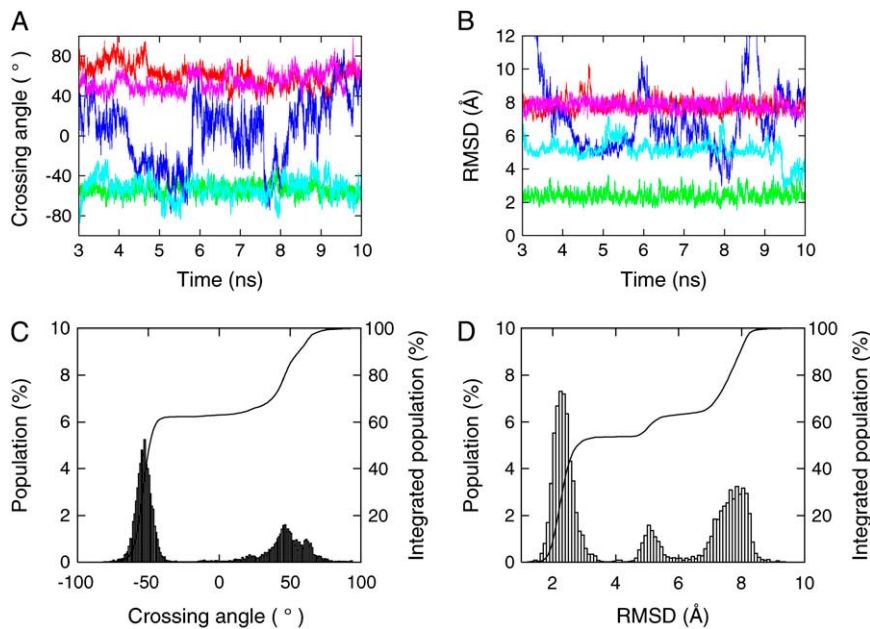 A
Crossing angle ( ° )
80
40
0
-40
-80
3 4 5 6 7 8 9 10
Time (ns)
B
RMSD (Å)
12
10
8
6
4
2
0
3 4 5 6 7 8 9 10
Time (ns)
C
Population (%)
10
8
6
4
2
0
-100 -50 0 50 100
Crossing angle ( ° )
100
80
60
40
20
Integrated population (%)
D
Population (%)
10
8
6
4
2
0
2 4 6 8 10
RMSD (Å)
100
80
60
40
20
Integrated population (%)